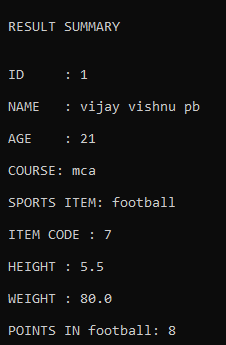 RESULT SUMMARY
ID     : 1
NAME   : vijay vishnu pb
AGE    : 21
COURSE: mca
SPORTS ITEM: football
ITEM CODE : 7
HEIGHT : 5.5
WEIGHT : 80.0
POINTS IN football: 8